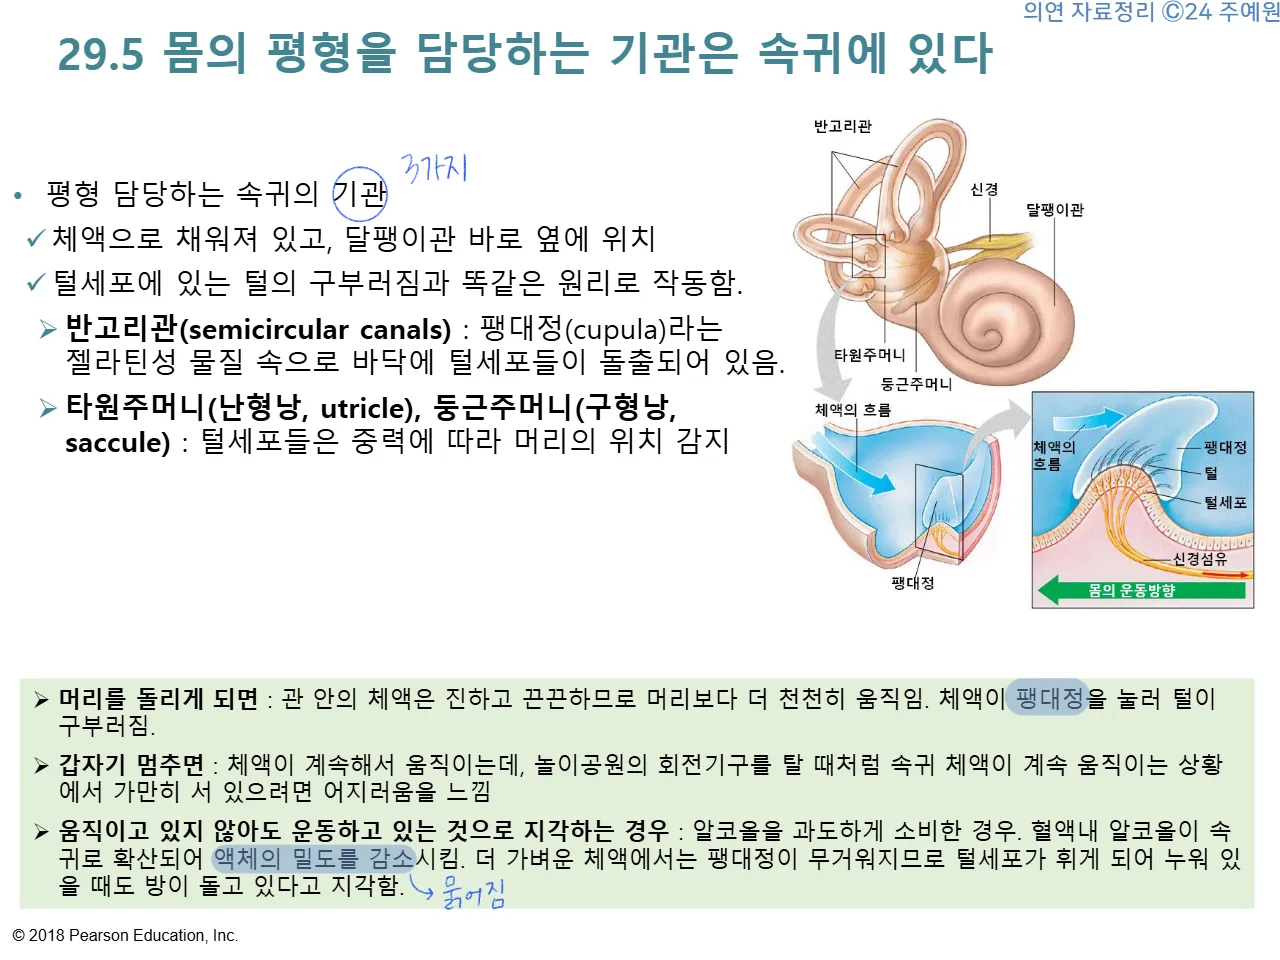 의연 자료정리 ©24 주예원
29.5 몸의 평형을 담당하는 기관은 속귀에 있다
• 평형 담당하는 속귀의 기관
3가지
✓ 체액으로 채워져 있고, 달팽이관 바로 옆에 위치
✓ 털세포에 있는 털의 구부러짐과 똑같은 원리로 작동함.
➢ 반고리관(semicircular canals) : 팽대정(cupula)라는
젤라틴성 물질 속으로 바닥에 털세포들이 돌출되어 있음.
➢ 타원주머니(난형낭, utricle), 둥근주머니(구형낭,
saccule) : 털세포들은 중력에 따라 머리의 위치 감지
반고리관
신경
달팽이관
타원주머니
둥근주머니
체액의 흐름
팽대정
체액의
흐름
팽대정
털
털세포
신경섬유
몸의 운동방향
➢ 머리를 돌리게 되면 : 관 안의 체액은 진하고 끈끈하므로 머리보다 더 천천히 움직임. 체액이 팽대정을 눌러 털이
구부러짐.
➢ 갑자기 멈추면 : 체액이 계속해서 움직이는데, 놀이공원의 회전기구를 탈 때처럼 속귀 체액이 계속 움직이는 상황
에서 가만히 서 있으려면 어지러움을 느낌
➢ 움직이고 있지 않아도 운동하고 있는 것으로 지각하는 경우 : 알코올을 과도하게 소비한 경우. 혈액내 알코올이 속
귀로 확산되어 액체의 밀도를 감소시킴. 더 가벼운 체액에서는 팽대정이 무거워지므로 털세포가 휘게 되어 누워 있
을 때도 방이 돌고 있다고 지각함.
묽어짐
© 2018 Pearson Education, Inc.